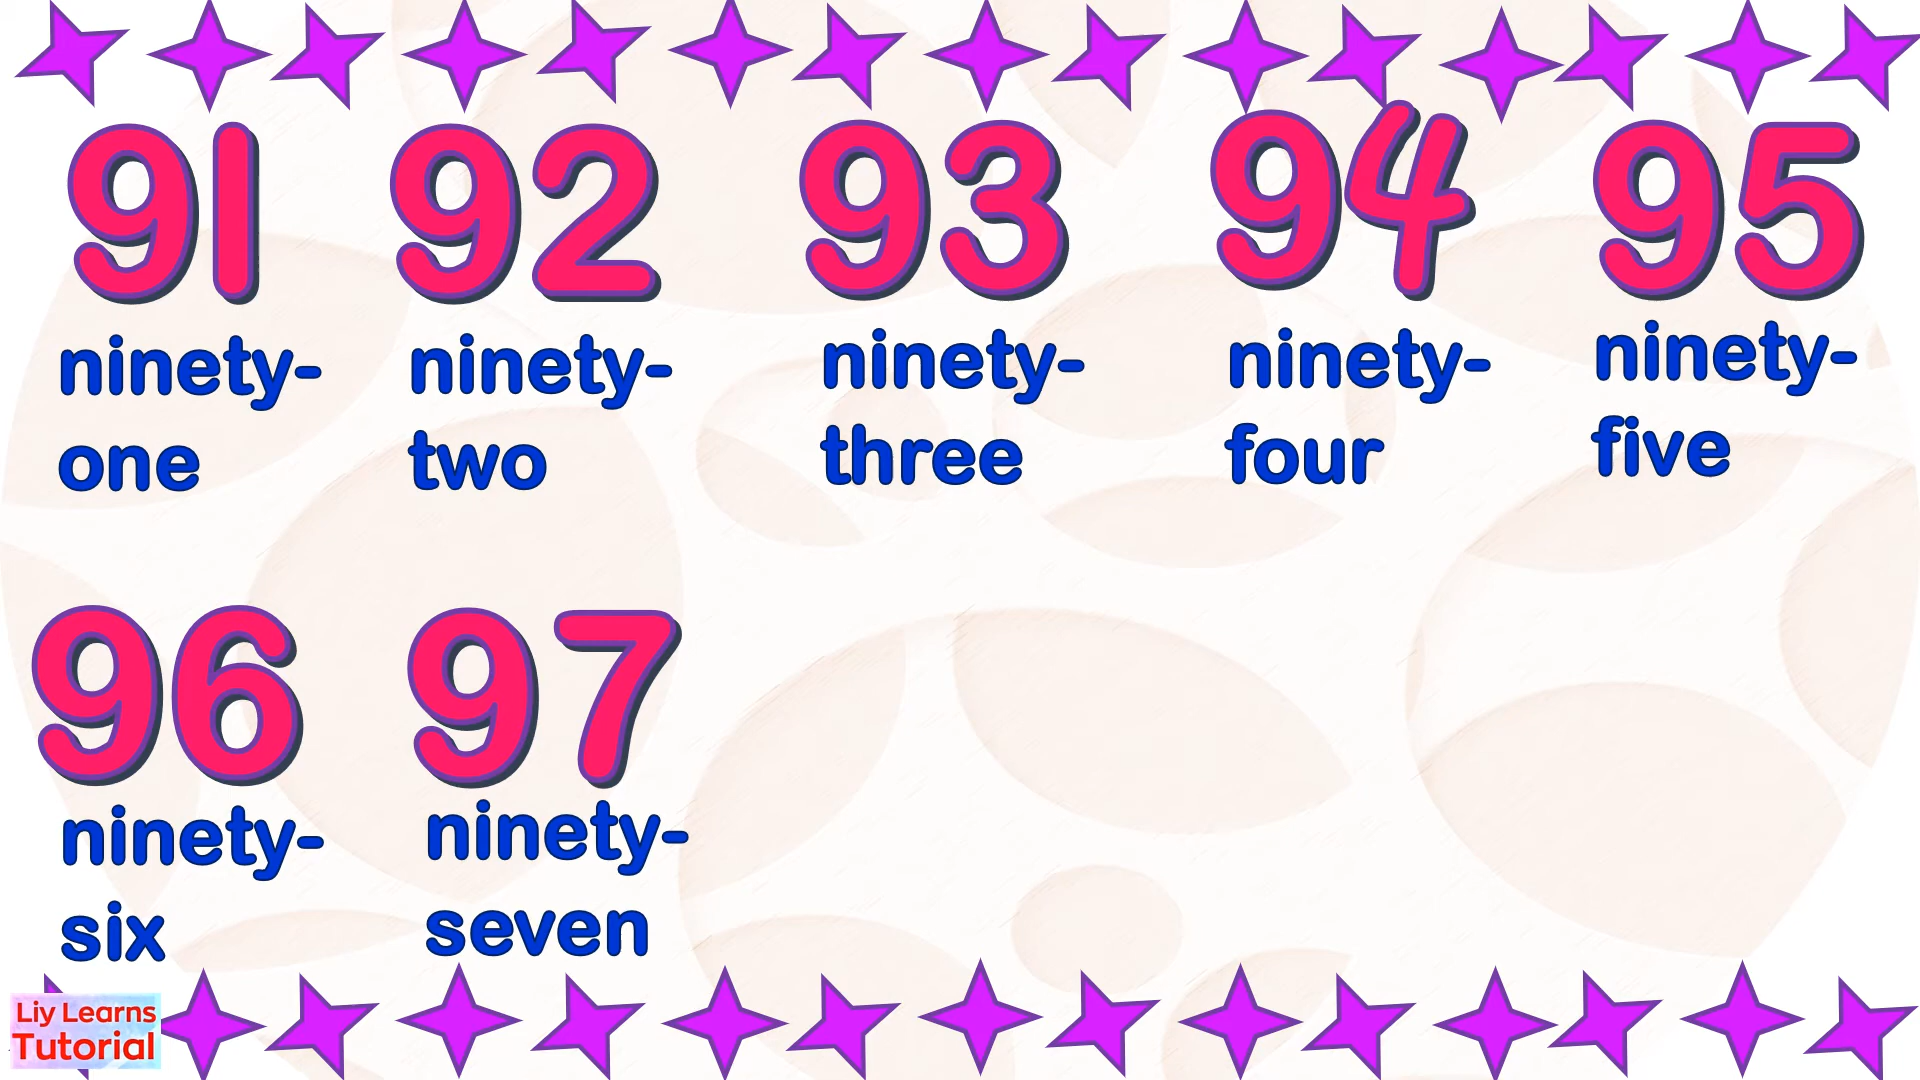 91
ninety-
one
92
ninety-
two
93
ninety-
three
94
ninety-
four
95
ninety-
five
96
ninety-
six
97
ninety-
seven
Liy Learns
Tutorial